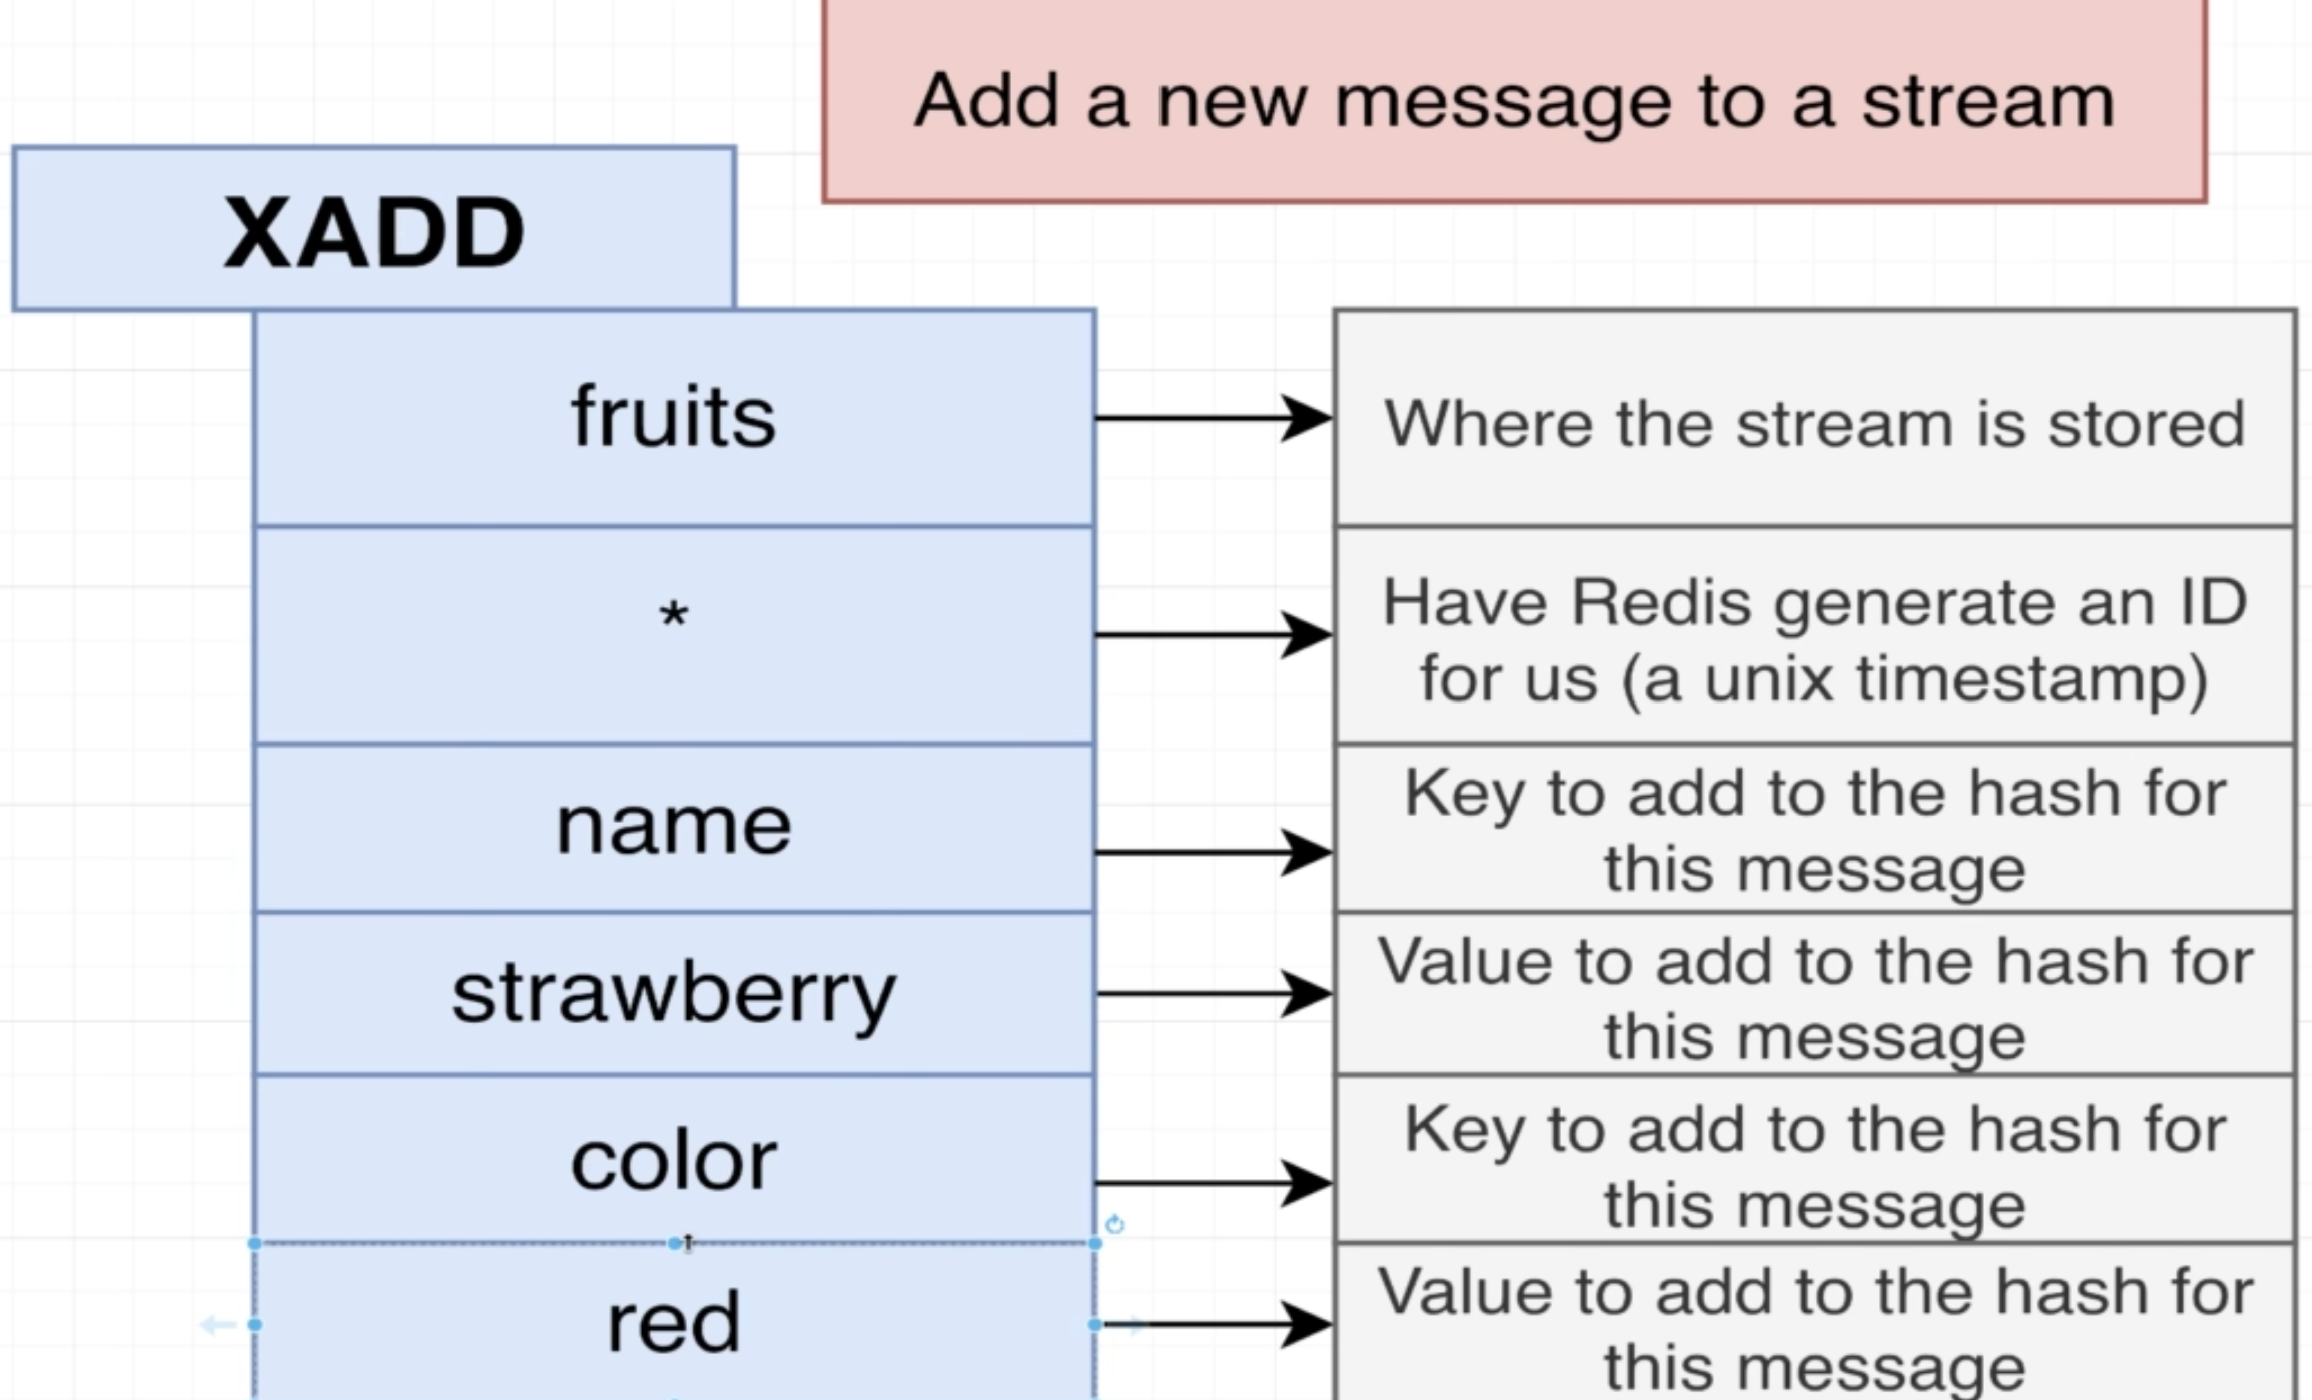 Add a new message to a stream
XADD
fruits
Where the stream is stored
*
Have Redis generate an ID
for us (a unix timestamp)
name
Key to add to the hash for
this message
strawberry
Value to add to the hash for
this message
color
Key to add to the hash for
this message
red
Value to add to the hash for
this message